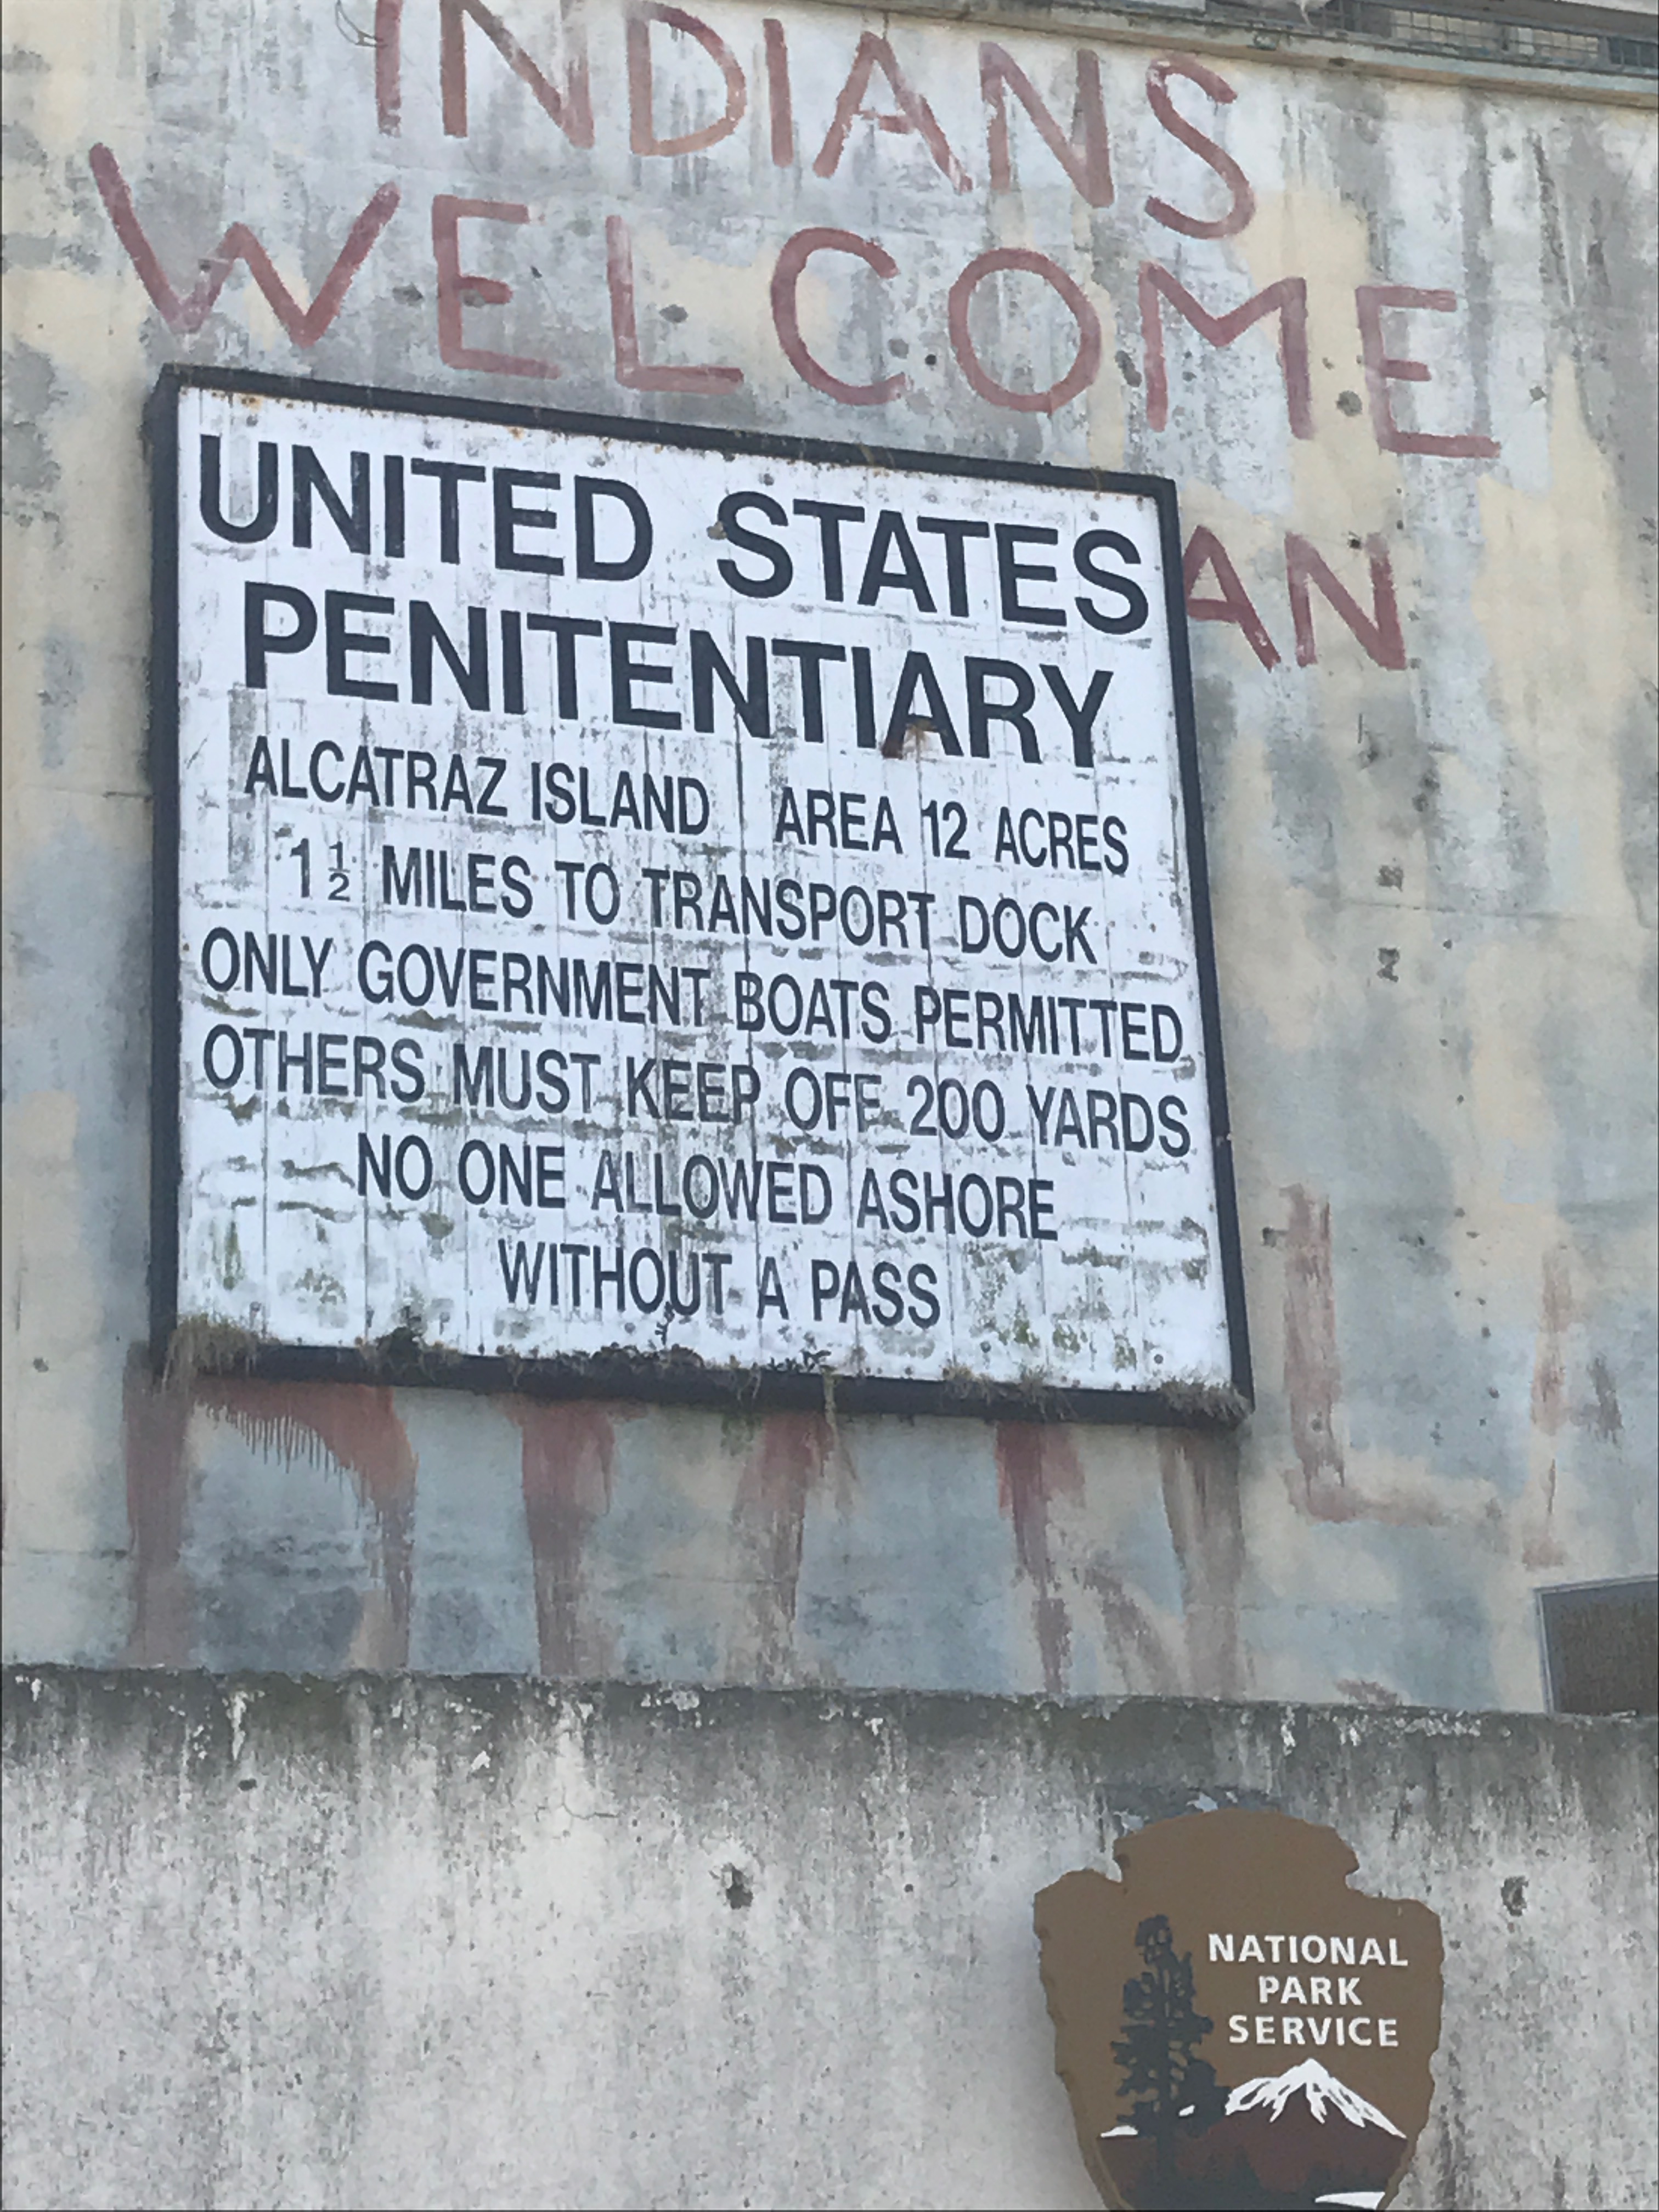 INDIANS
WELCOME
UNITED STATES
PENITENTIARY
ALCATRAZ ISLAND AREA 12 ACRES
1½ MILES TO TRANSPORT DOCK
ONLY GOVERNMENT BOATS PERMITTED
OTHERS MUST KEEP OFF 200 YARDS
NO ONE ALLOWED ASHORE
WITHOUT A PASS
NATIONAL
PARK
SERVICE